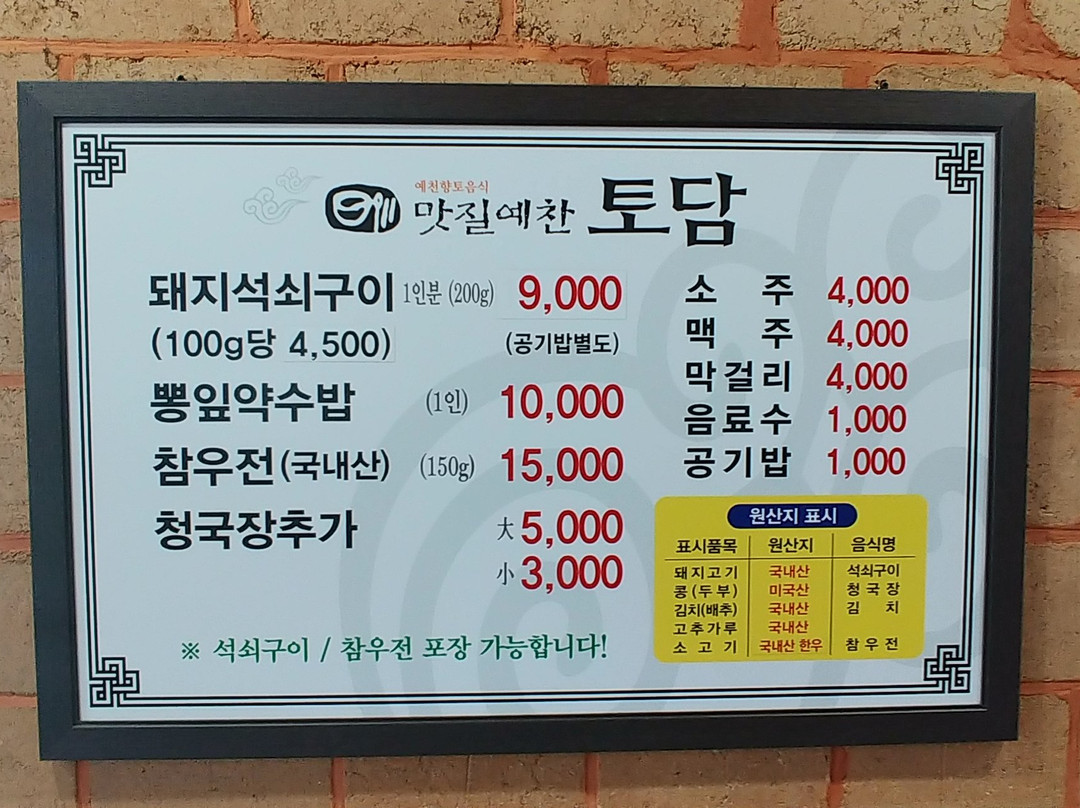 예천향토음식
맛질예찬 토담
돼지석쇠구이 1인분 (200g) 9,000
(100g당 4,500) (공기밥별도)
뽕잎약수밥 (1인) 10,000
참우전(국내산) (150g) 15,000
청국장추가 大 5,000
小 3,000
※ 석쇠구이 / 참우전 포장 가능합니다!
소 주 4,000
맥 주 4,000
막걸리 4,000
음료수 1,000
공기밥 1,000
원산지 표시
표시품목 원산지 음식명
돼지고기 국내산 석쇠구이
콩(두부) 미국산 청국장
김치(배추) 국내산 김 치
고추가루 국내산
소고기 국내산 한우 참우전